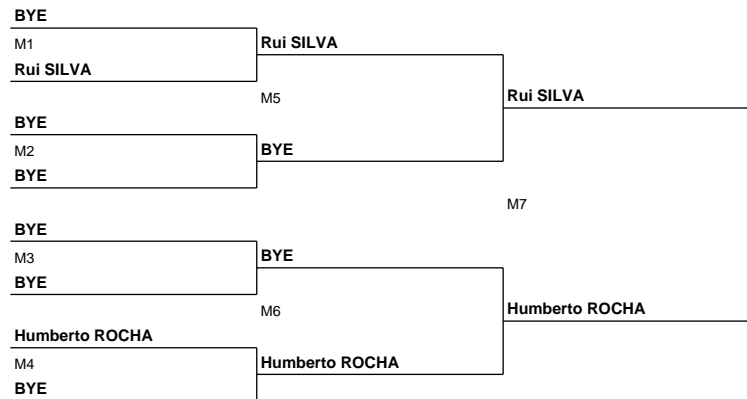 BYE
M1
Rui SILVA
Rui SILVA
M5
Rui SILVA
BYE
M2
BYE
BYE
M7
BYE
M3
BYE
BYE
M6
Humberto ROCHA
Humberto ROCHA
M4
Humberto ROCHA
BYE